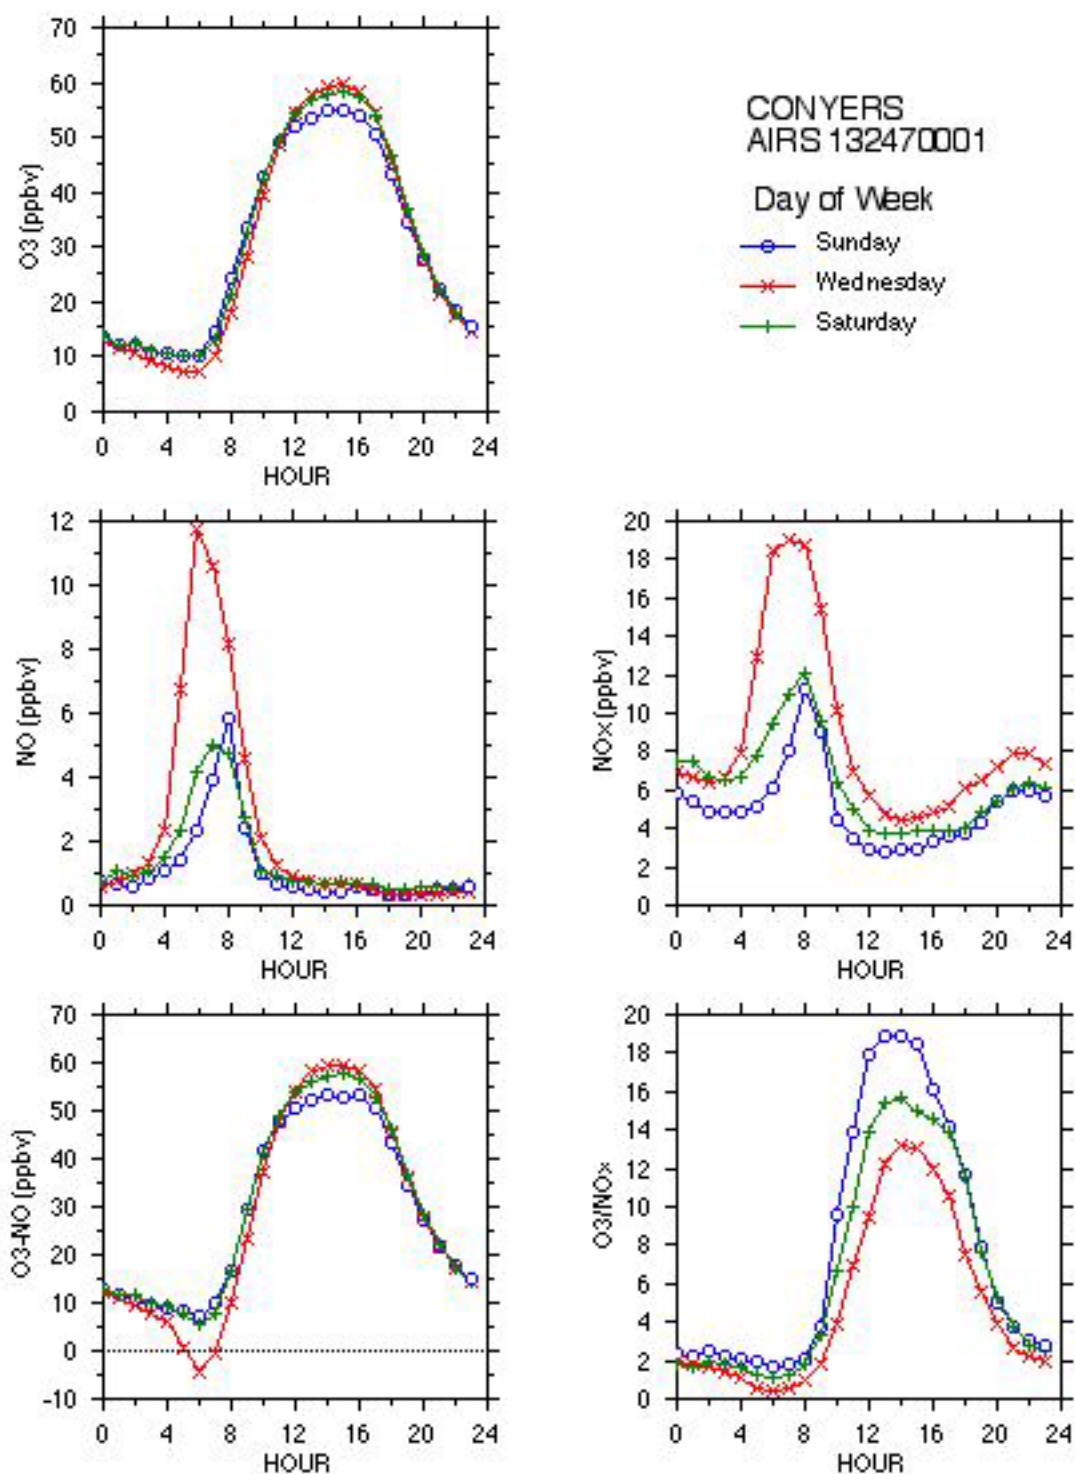 70
60
50
40
30
20
10
0
O3 (ppbv)
0 4 8 12 16 20 24
HOUR
CONYERS
AIRS 132470001
Day of Week
Sunday
Wednesday
Saturday
12
10
8
6
4
2
0
NO (ppbv)
0 4 8 12 16 20 24
HOUR
20
18
16
14
12
10
8
6
4
2
0
NOx (ppbv)
0 4 8 12 16 20 24
HOUR
70
60
50
40
30
20
10
0
-10
O3-NO (ppbv)
0 4 8 12 16 20 24
HOUR
20
18
16
14
12
10
8
6
4
2
0
O3/NOx
0 4 8 12 16 20 24
HOUR